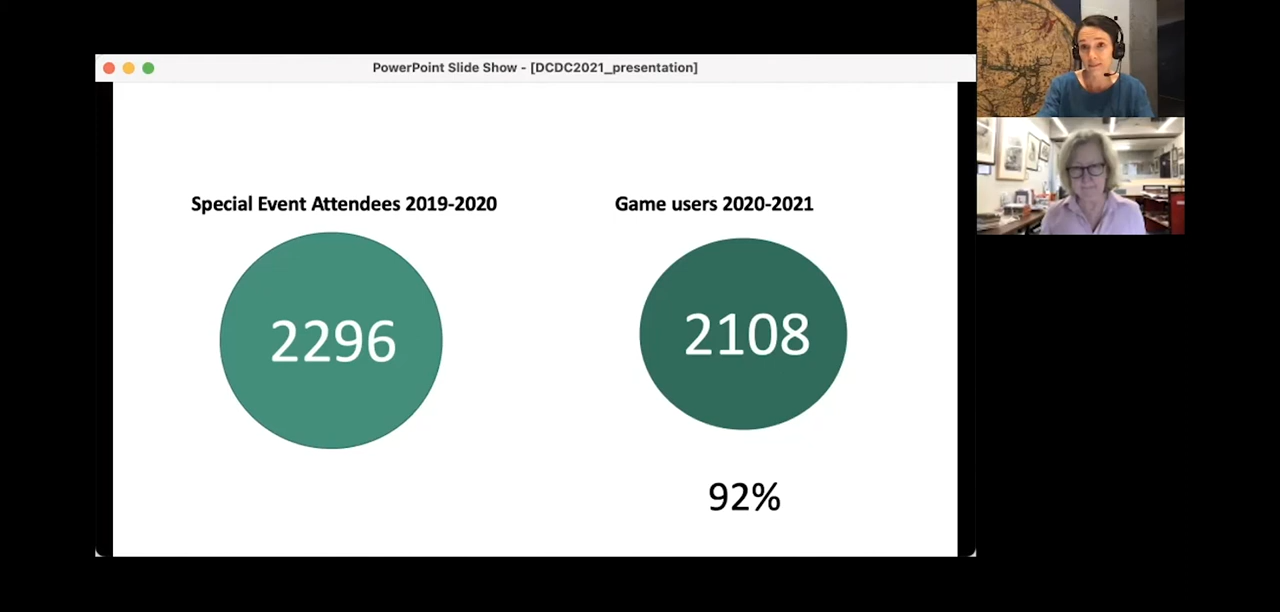 PowerPoint Slide Show - [DCDC2021_presentation]
Special Event Attendees 2019-2020
Game users 2020-2021
2296
2108
92%